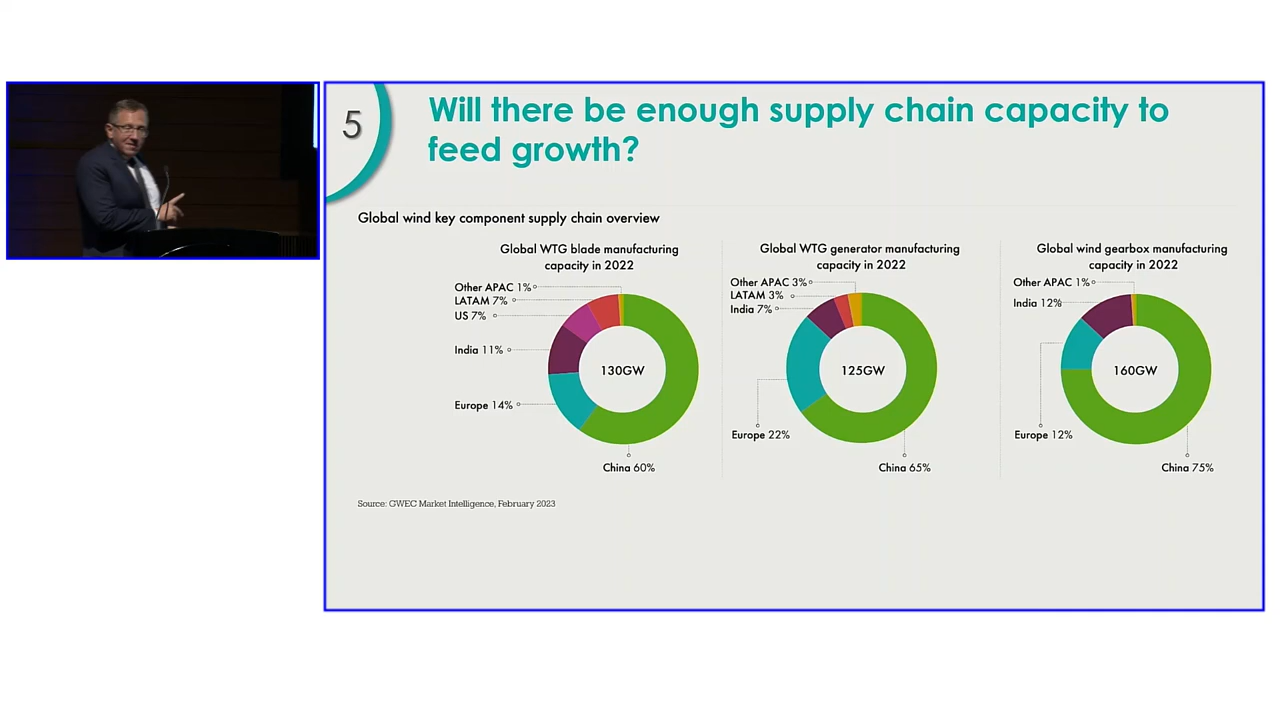 5
Will there be enough supply chain capacity to
feed growth?
Global wind key component supply chain overview
Global WTG blade manufacturing
capacity in 2022
Other APAC 1%
LATAM 7%
US 7%
India 11%
130GW
Europe 14%
China 60%
Global WTG generator manufacturing
capacity in 2022
Other APAC 3%
LATAM 3%
India 7%
125GW
Europe 22%
China 65%
Global wind gearbox manufacturing
capacity in 2022
Other APAC 1%
India 12%
160GW
Europe 12%
China 75%
Source: GWEC Market Intelligence, February 2023